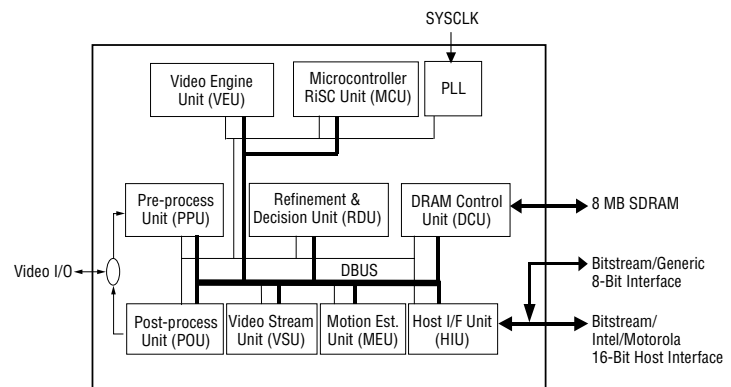 SYSCLK
Video Engine
Unit (VEU)
Microcontroller
RiSC Unit (MCU)
PLL
Pre-process
Unit (PPU)
Refinement &
Decision Unit (RDU)
DRAM Control
Unit (DCU)
8 MB SDRAM
Video I/O
DBUS
Bitstream/Generic
8-Bit Interface
Post-process
Unit (POU)
Video Stream
Unit (VSU)
Motion Est.
Unit (MEU)
Host I/F Unit
(HIU)
Bitstream/
Intel/Motorola
16-Bit Host Interface